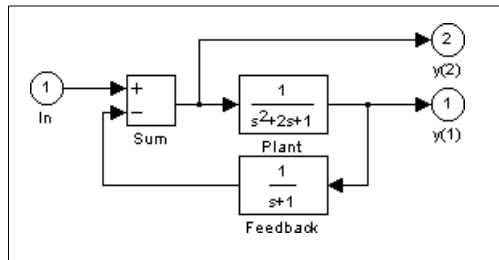 2
y(2)
1
In
+
−
Sum
1
s²+2s+1
Plant
1
y(1)
1
s+1
Feedback